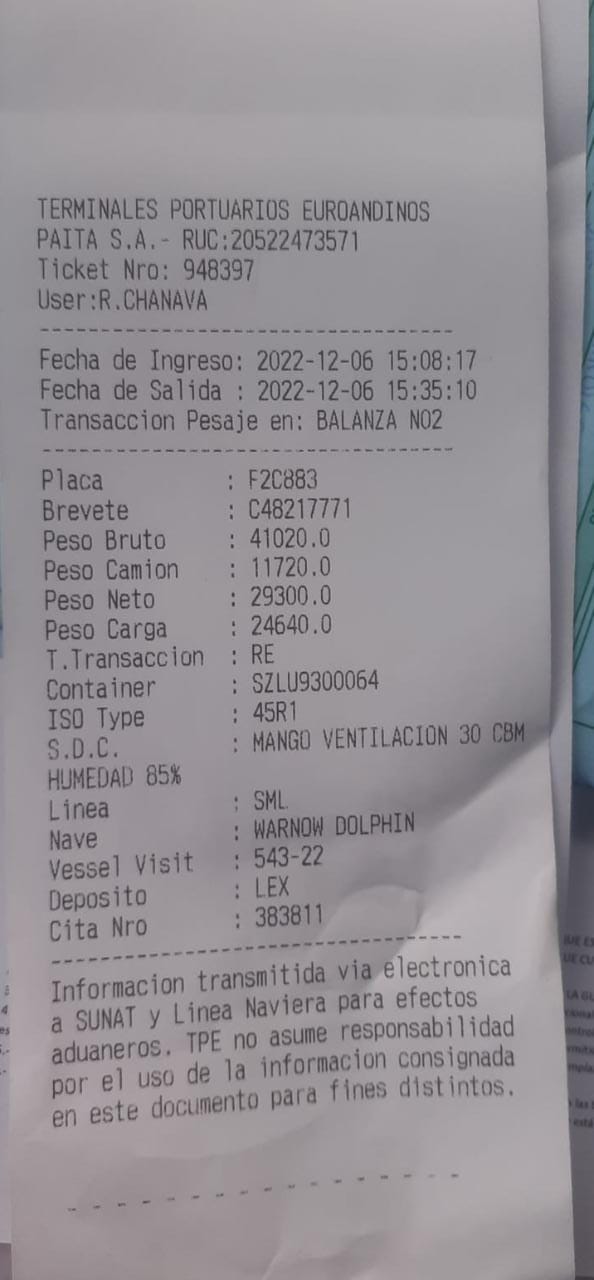 TERMINALES PORTUARIOS EUROANDINOS
PAITA S.A.- RUC:20522473571
Ticket Nro: 948397
User:R.CHANAVA
---------------------------------
Fecha de Ingreso: 2022-12-06 15:08:17
Fecha de Salida : 2022-12-06 15:35:10
Transaccion Pesaje en: BALANZA NO2
---------------------------------
Placa : F2C883
Brevete : C48217771
Peso Bruto : 41020.0
Peso Camion : 11720.0
Peso Neto : 29300.0
Peso Carga : 24640.0
T.Transaccion : RE
Container : SZLU9300064
ISO Type : 45R1
S.D.C. : MANGO VENTILACION 30 CBM
HUMEDAD 85%
Linea : SML
Nave : WARNOW DOLPHIN
Vessel Visit : 543-22
Deposito : LEX
Cita Nro : 383811
---------------------------------
Informacion transmitida via electronica
a SUNAT y Linea Naviera para efectos
aduaneros. TPE no asume responsabilidad
por el uso de la informacion consignada
en este documento para fines distintos.
- - - - - - - - - - - - - - - - -